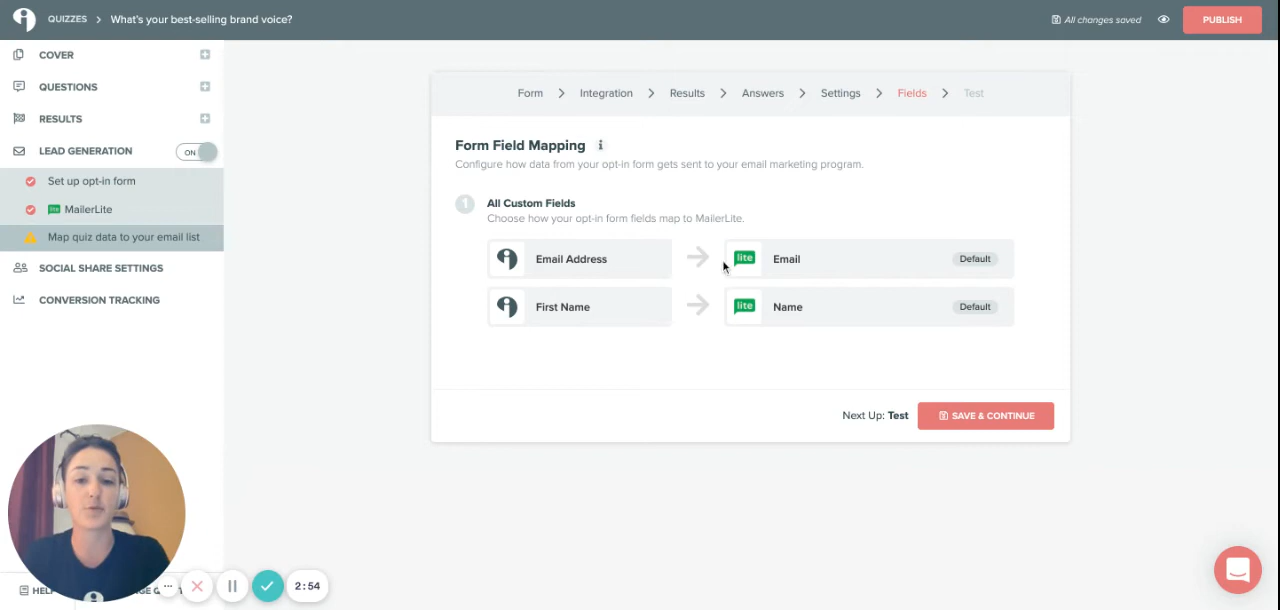 QUIZZES > What's your best-selling brand voice?
All changes saved
PUBLISH
COVER
QUESTIONS
RESULTS
LEAD GENERATION
ON
Set up opt-in form
lite MailerLite
Map quiz data to your email list
SOCIAL SHARE SETTINGS
CONVERSION TRACKING
Form > Integration > Results > Answers > Settings > Fields > Test
Form Field Mapping i
Configure how data from your opt-in form gets sent to your email marketing program.
1 All Custom Fields
Choose how your opt-in form fields map to MailerLite.
Email Address
lite Email Default
First Name
lite Name Default
Next Up: Test
SAVE & CONTINUE
2:54